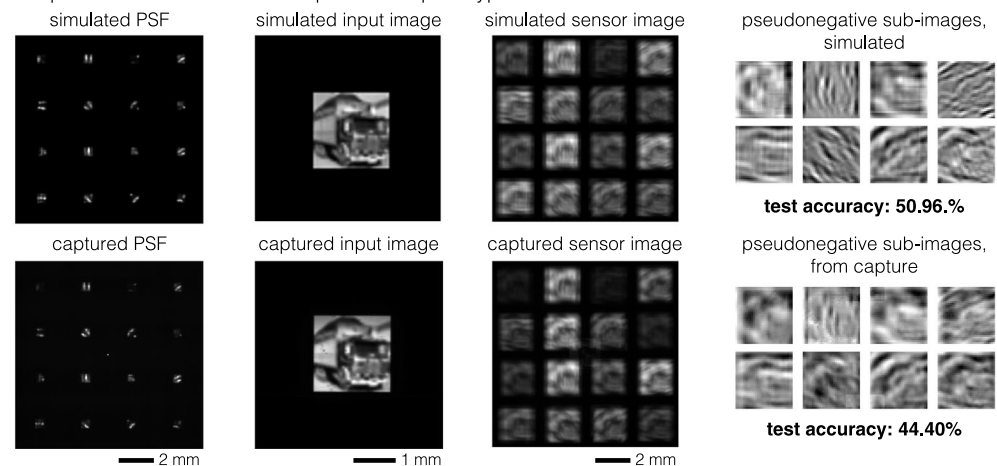 simulated PSF
simulated input image
simulated sensor image
pseudonegative sub-images,
simulated
test accuracy: 50.96.%
captured PSF
captured input image
captured sensor image
pseudonegative sub-images,
from capture
test accuracy: 44.40%
2 mm
1 mm
2 mm